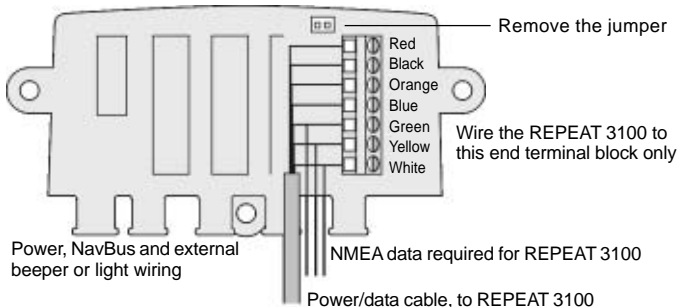 Remove the jumper
Red
Black
Orange
Blue
Green
Yellow
White
Wire the REPEAT 3100 to
this end terminal block only
Power, NavBus and external
beeper or light wiring
NMEA data required for REPEAT 3100
Power/data cable, to REPEAT 3100